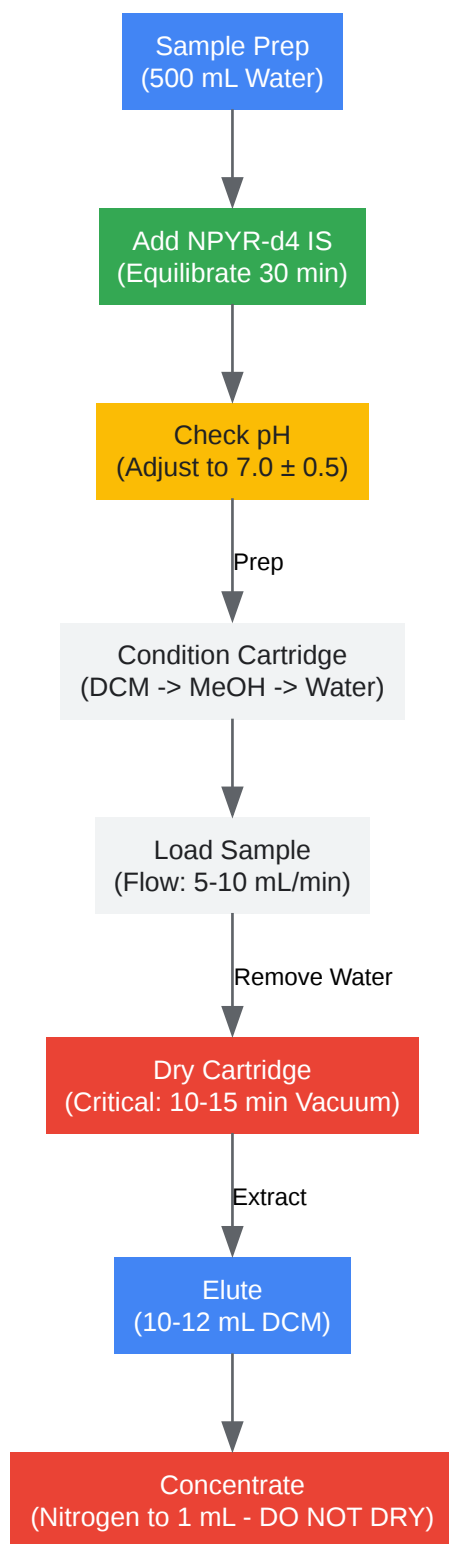 Sample Prep
(500 mL Water)
Add NPYR-d4 IS
(Equilibrate 30 min)
Check pH
(Adjust to 7.0 ± 0.5)
Prep
Condition Cartridge
(DCM -> MeOH -> Water)
Load Sample
(Flow: 5-10 mL/min)
Remove Water
Dry Cartridge
(Critical: 10-15 min Vacuum)
Extract
Elute
(10-12 mL DCM)
Concentrate
(Nitrogen to 1 mL - DO NOT DRY)